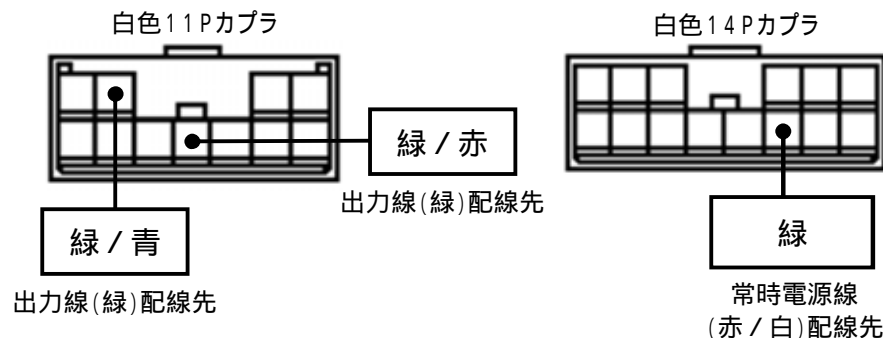 白色11Pカプラ
緑/赤
出力線(緑)配線先
緑/青
出力線(緑)配線先
白色14Pカプラ
緑
常時電源線
(赤/白)配線先